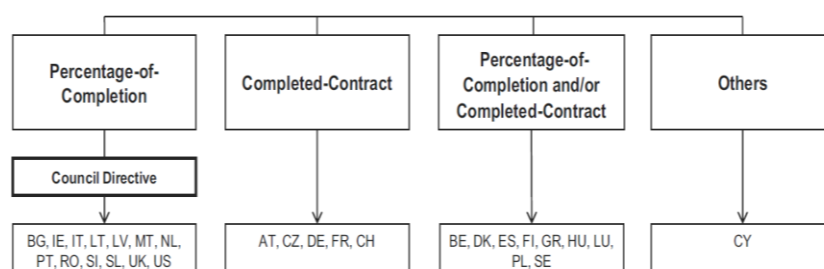 Percentage-of-
Completion
Completed-Contract
Percentage-of-
Completion and/or
Completed-Contract
Others
Council Directive
BG, IE, IT, LT, LV, MT, NL,
PT, RO, SI, SL, UK, US
AT, CZ, DE, FR, CH
BE, DK, ES, FI, GR, HU, LU,
PL, SE
CY